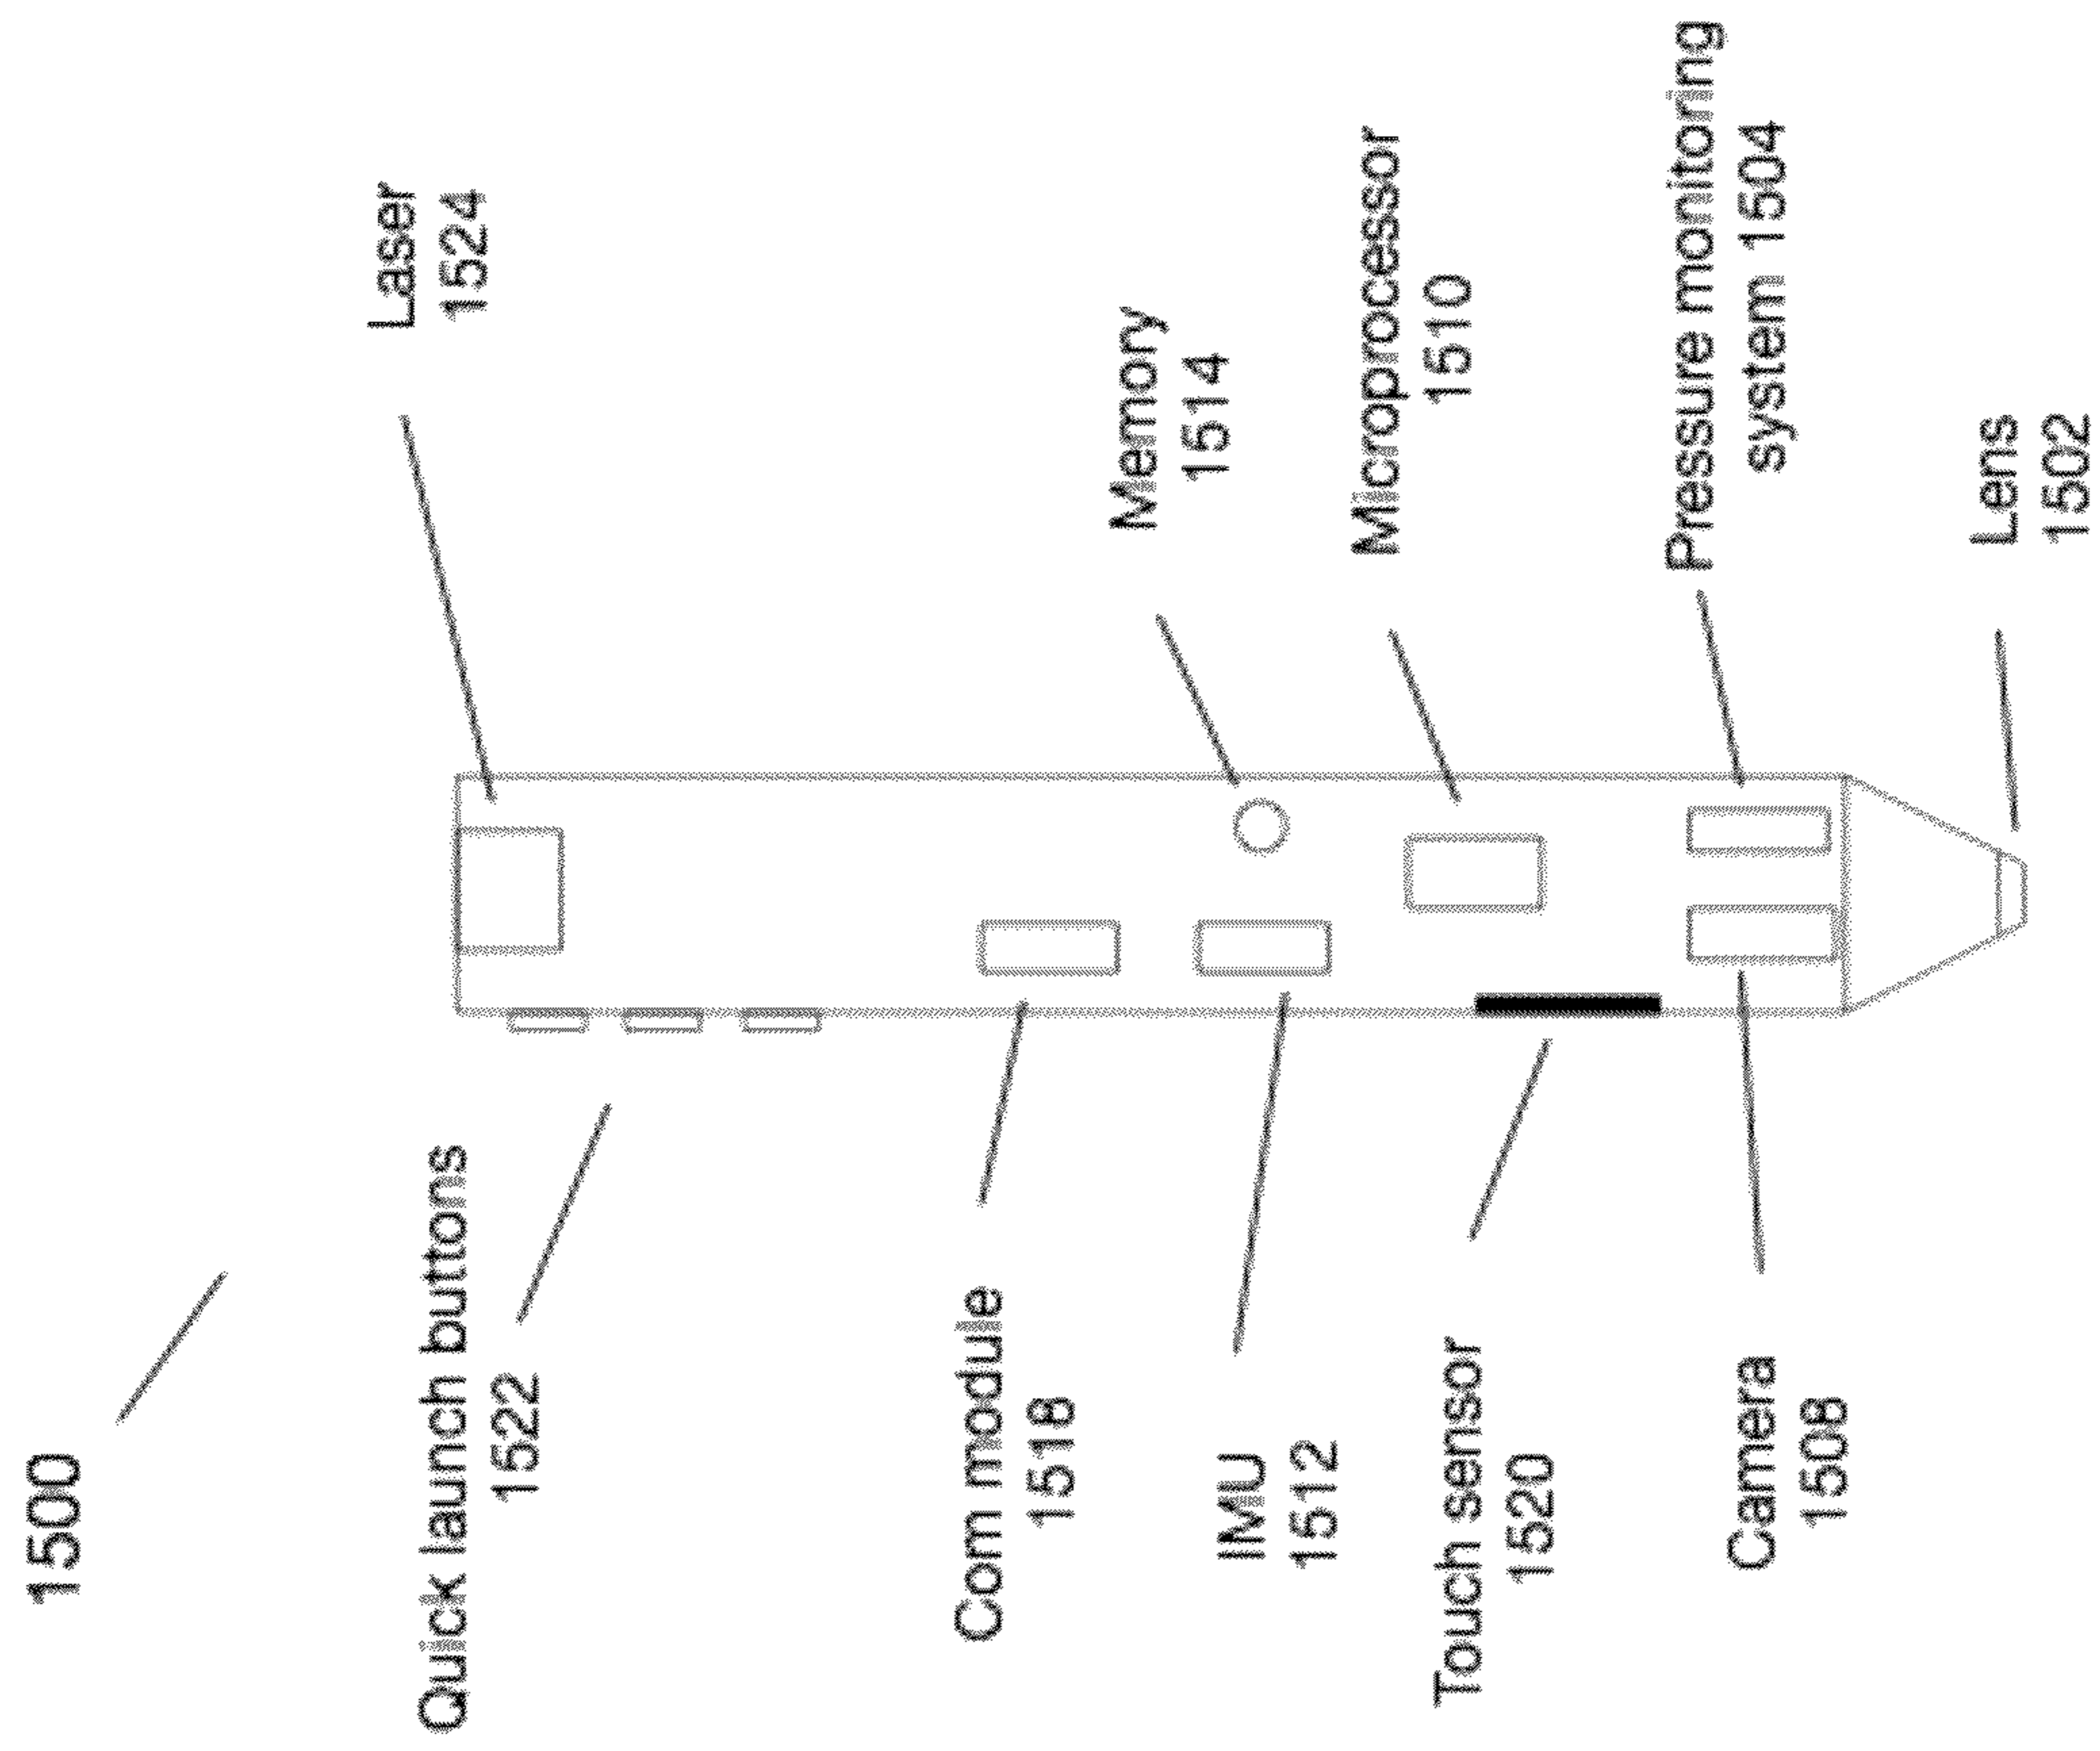 1500
Quick launch buttons
1522
Laser
1524
Com module
1518
Memory
1514
IMU
1512
Microprocessor
1510
Touch sensor
1520
Pressure monitoring
system 1504
Camera
1508
Lens
1502